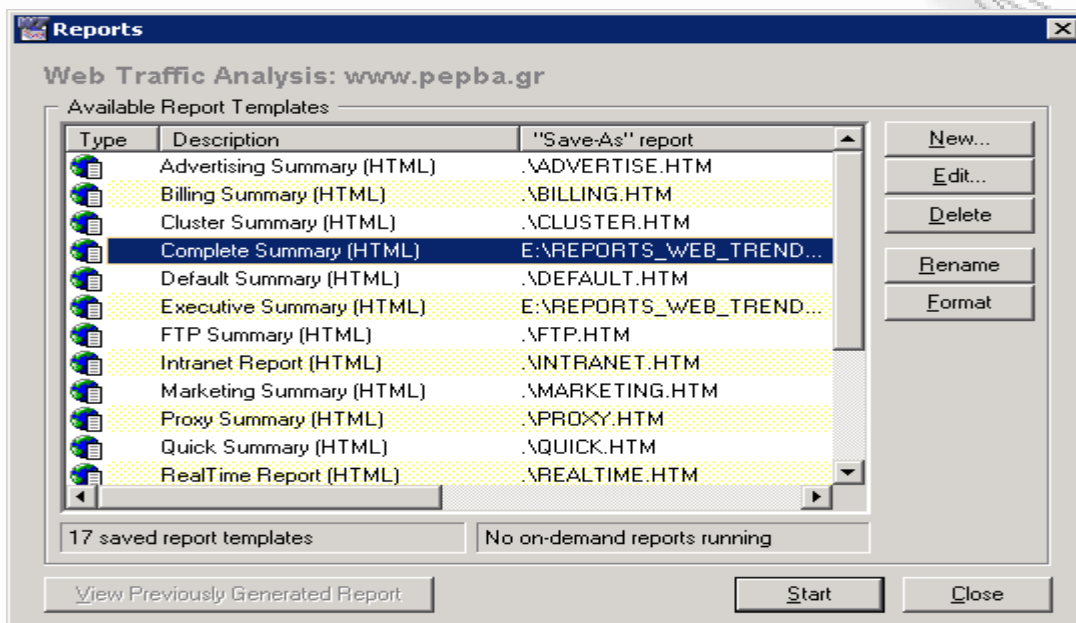 Reports
Web Traffic Analysis: www.pepba.gr
Available Report Templates
Type Description "Save-As" report
Advertising Summary (HTML) .\ADVERTISE.HTM
Billing Summary (HTML) .\BILLING.HTM
Cluster Summary (HTML) .\CLUSTER.HTM
Complete Summary (HTML) E:\REPORTS_WEB_TREND...
Default Summary (HTML) .\DEFAULT.HTM
Executive Summary (HTML) E:\REPORTS_WEB_TREND...
FTP Summary (HTML) .\FTP.HTM
Intranet Report (HTML) .\INTRANET.HTM
Marketing Summary (HTML) .\MARKETING.HTM
Proxy Summary (HTML) .\PROXY.HTM
Quick Summary (HTML) .\QUICK.HTM
RealTime Report (HTML) .\REALTIME.HTM
New...
Edit...
Delete
Rename
Format
17 saved report templates
No on-demand reports running
View Previously Generated Report
Start
Close